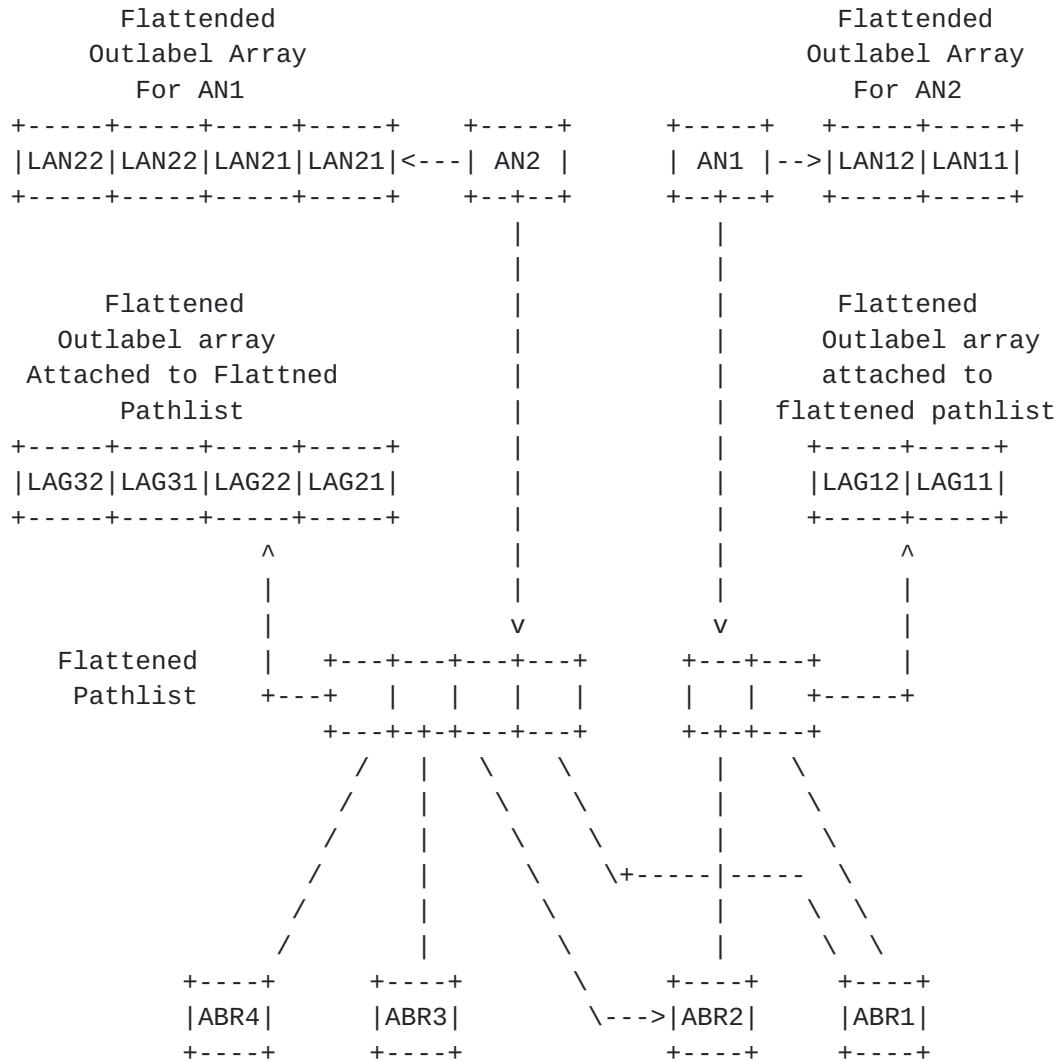 Flattended Flattended
Outlabel Array Outlabel Array
For AN1 For AN2
|LAN22|LAN22|LAN21|LAN21|<---| AN2 | | AN1 |-->|LAN12|LAN11|
Flattened Flattened
Outlabel array Outlabel array
Attached to Flattned attached to
Pathlist flattened pathlist
|LAG32|LAG31|LAG22|LAG21| |LAG12|LAG11|
Flattened
Pathlist
|ABR4| |ABR3| \--->|ABR2| |ABR1|